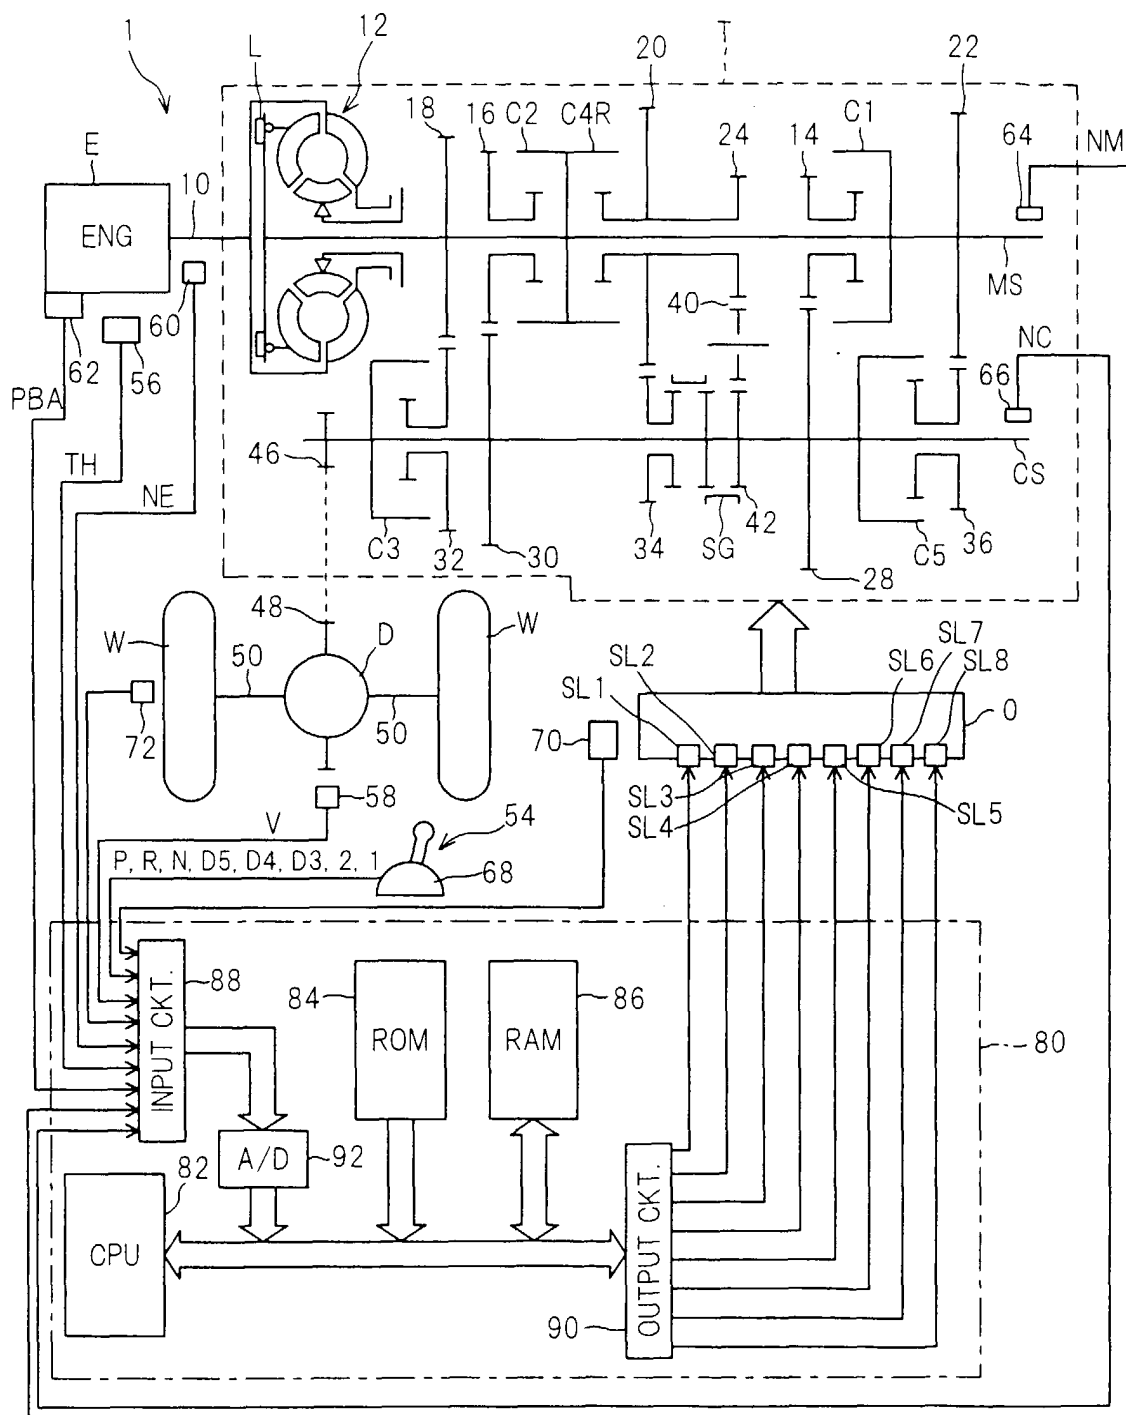 1
L
12
T
20
22
18
16
C2
C4R
24
14
C1
64
NM
E
10
ENG
MS
60
40
NC
62
56
66
PBA
TH
NE
46
CS
C3
32
30
34
SG
42
28
C5
36
48
D
W
W
50
50
72
SL1
SL2
SL6
SL7
SL8
O
70
58
SL3
SL4
SL5
V
54
P, R, N, D5, D4, D3, 2, 1
68
INPUT CKT.
88
84
ROM
86
RAM
80
A/D
92
82
CPU
OUTPUT CKT.
90